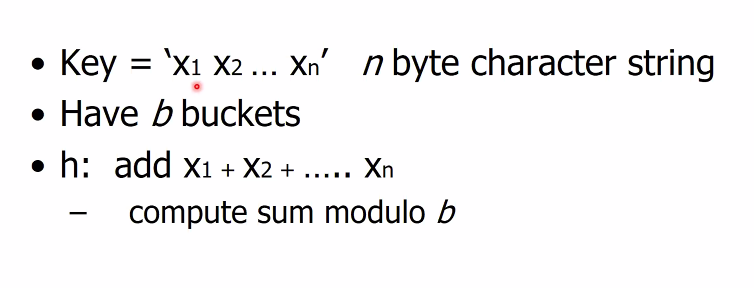 • Key = ‘x1 x2 … xn’ n byte character string
• Have b buckets
• h: add x1 + x2 + ….. xn
– compute sum modulo b